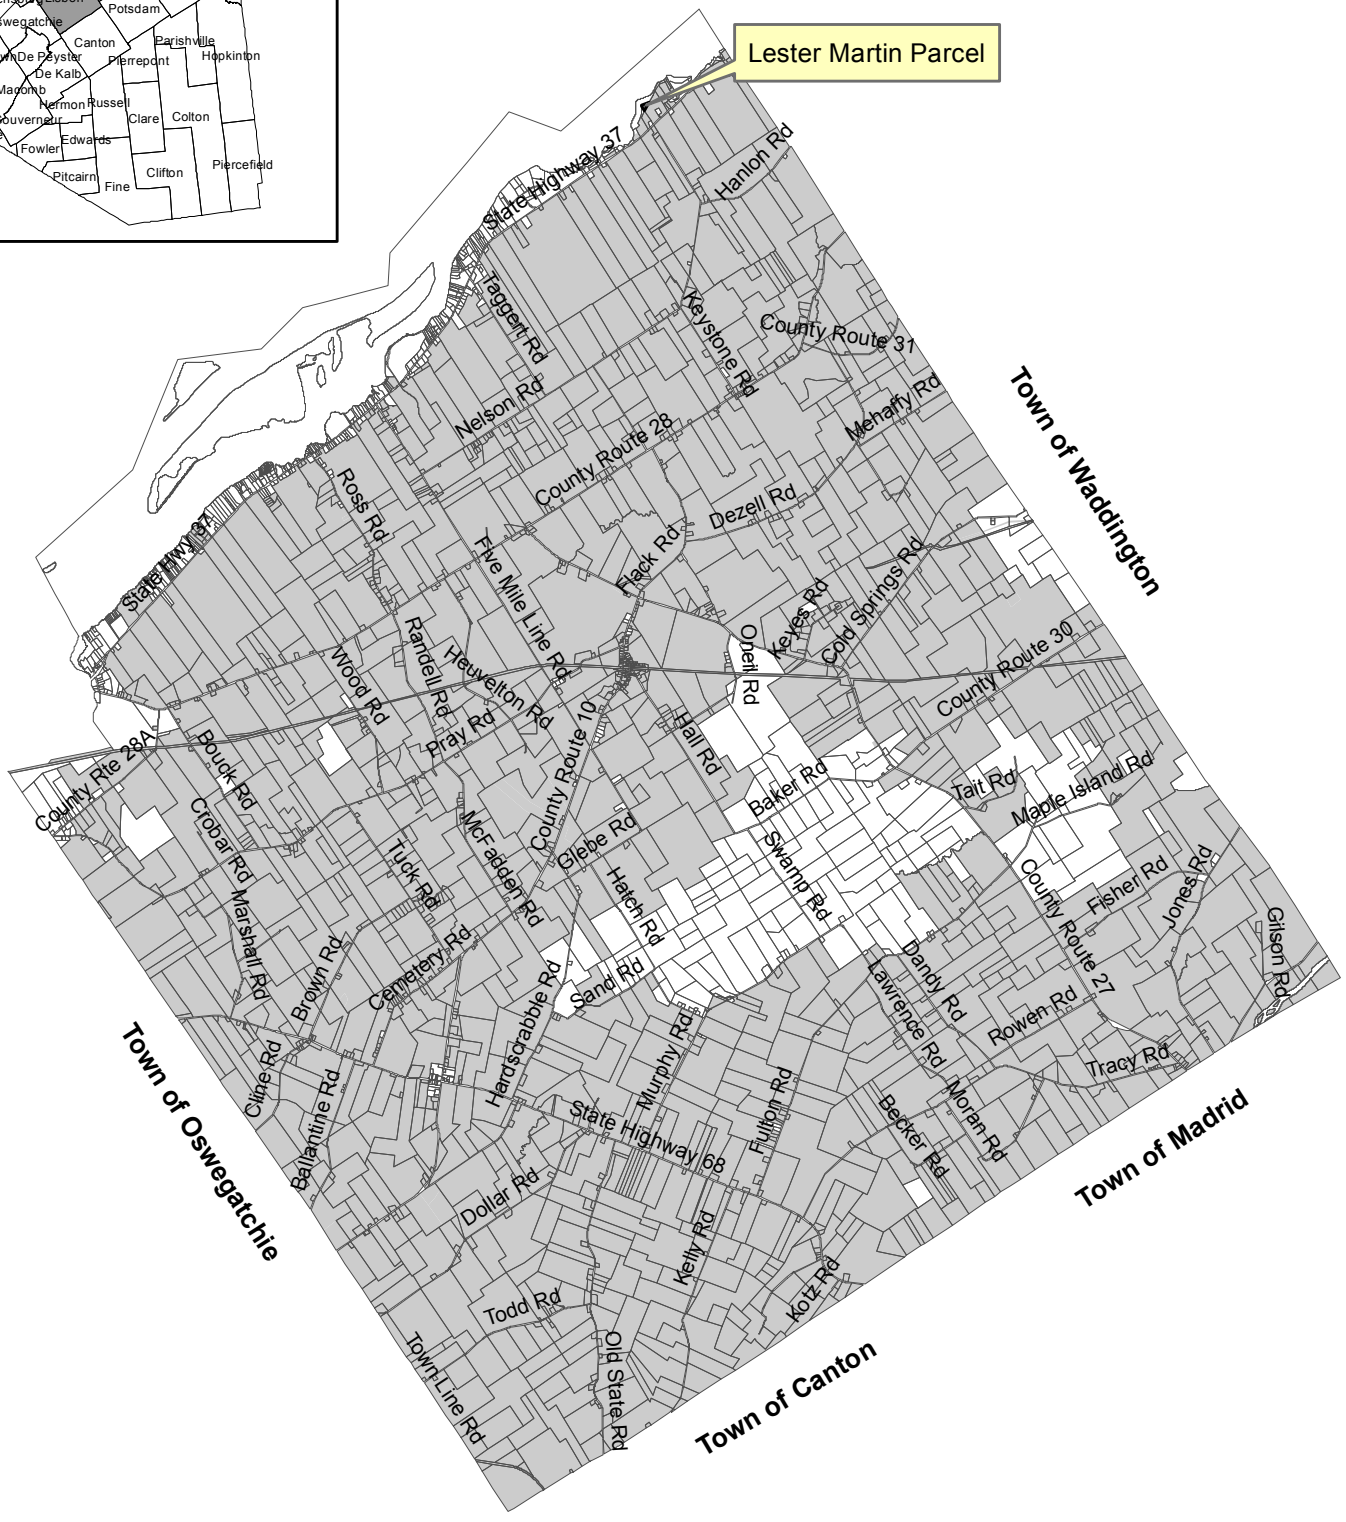 Potsdam
Canton
Parishville
Hopkinton
Pierrepont
De Peyster
De Kalb
Macomb
Hermon
Russell
Clare
Colton
Edwards
Fowler
Pitcairn
Fine
Clifton
Piercefield
Lester Martin Parcel
State Highway 37
Hanlon Rd
Taggert Rd
Keystone Rd
County Route 31
Nelson Rd
Mehaffy Rd
County Route 28
Town of Waddington
Ross Rd
Dezell Rd
State Hwy 37
Five Mile Line Rd
Flack Rd
Keyes Rd
Cold Springs Rd
Oneil Rd
County Route 30
Randell Rd
Heuvelton Rd
Wood Rd
Pray Rd
County Route 10
Hall Rd
County Rte 28A
Bouck Rd
Baker Rd
Tait Rd
Maple Island Rd
Crobar Rd
Tuck Rd
McFadden Rd
Glebe Rd
Hatch Rd
Swamp Rd
County Route 27
Fisher Rd
Jones Rd
Gilson Rd
Marshall Rd
Brown Rd
Cemetery Rd
Sand Rd
Hardscrabble Rd
Dandy Rd
Lawrence Rd
Rowen Rd
Tracy Rd
Murphy Rd
Fulton Rd
Moran Rd
Becker Rd
Cline Rd
Ballantine Rd
State Highway 68
Town of Oswegatchie
Town of Madrid
Dollar Rd
Kelly Rd
Kotz Rd
Todd Rd
Old State Rd
Town Line Rd
Town of Canton